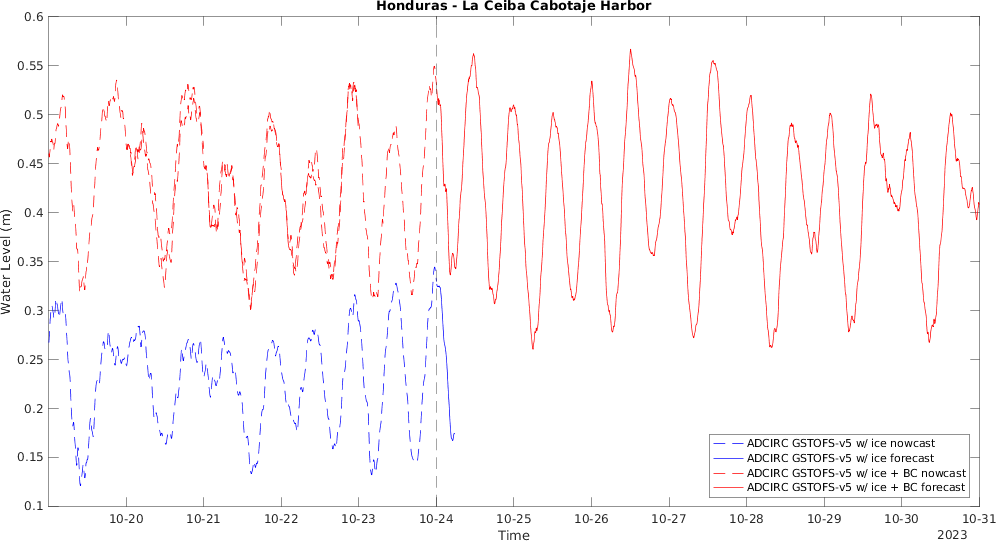 Honduras - La Ceiba Cabotaje Harbor
Water Level (m)
0.6
0.55
0.5
0.45
0.4
0.35
0.3
0.25
0.2
0.15
0.1
ADCIRC GSTOFS-v5 w/ ice nowcast
ADCIRC GSTOFS-v5 w/ ice forecast
ADCIRC GSTOFS-v5 w/ ice + BC nowcast
ADCIRC GSTOFS-v5 w/ ice + BC forecast
10-20 10-21 10-22 10-23 10-24 10-25 10-26 10-27 10-28 10-29 10-30 10-31
Time
2023